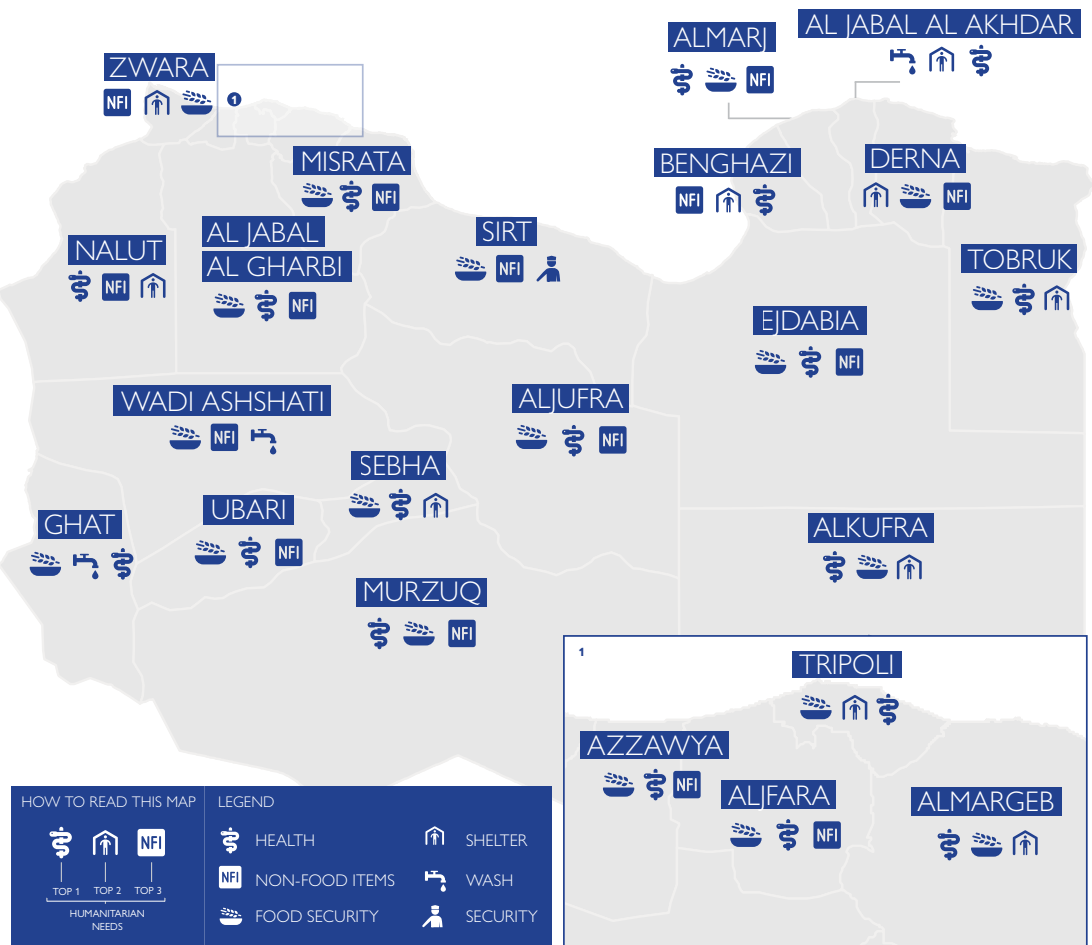 ALMARJ
AL JABAL AL AKHDAR
NFI
ZWARA
NFI
1
MISRATA
NFI
BENGHAZI
NFI
DERNA
NFI
NALUT
NFI
AL JABAL
AL GHARBI
NFI
SIRT
NFI
TOBRUK
EJDABIA
NFI
WADI ASHSHATI
NFI
ALJUFRA
NFI
SEBHA
GHAT
UBARI
NFI
ALKUFRA
MURZUQ
NFI
1
TRIPOLI
AZZAWYA
NFI
ALJFARA
NFI
ALMARGEB
HOW TO READ THIS MAP
NFI
TOP 1 TOP 2 TOP 3
HUMANITARIAN
NEEDS
LEGEND
HEALTH
NFI NON-FOOD ITEMS
FOOD SECURITY
SHELTER
WASH
SECURITY